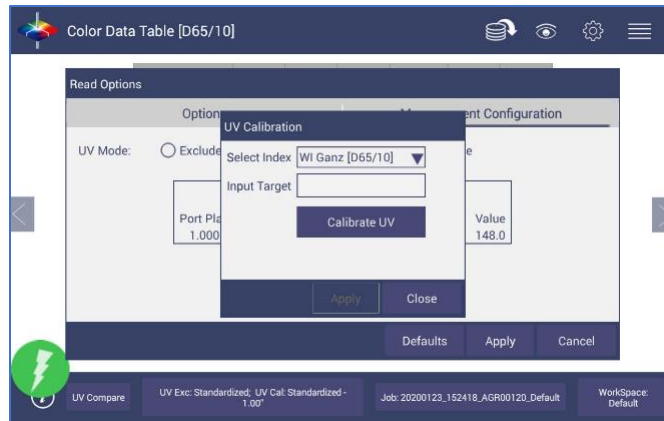 Color Data Table [D65/10]
Read Options
Option
ent Configuration
UV Calibration
UV Mode:
Exclude
Select Index
WI Ganz [D65/10]
Input Target
Port Pla
1.000
Calibrate UV
Value
148.0
Apply
Close
Defaults
Apply
Cancel
UV Compare
UV Exc: Standardized; UV Cal: Standardized -
1.00"
Job: 20200123_152418_AGR00120_Default
WorkSpace:
Default